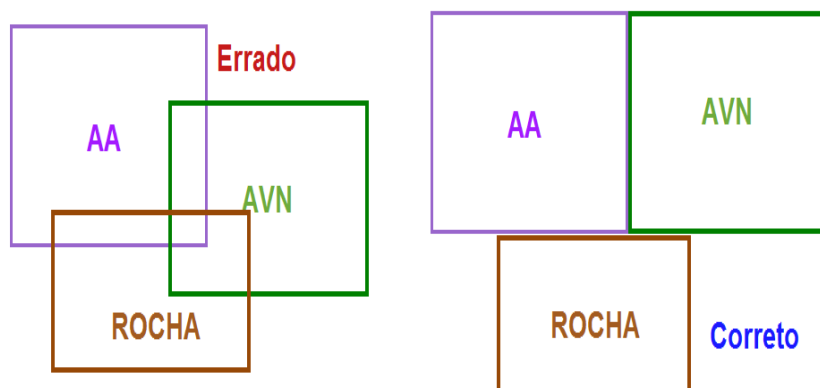 Errado
AA
AVN
ROCHA
AA
AVN
ROCHA
Correto